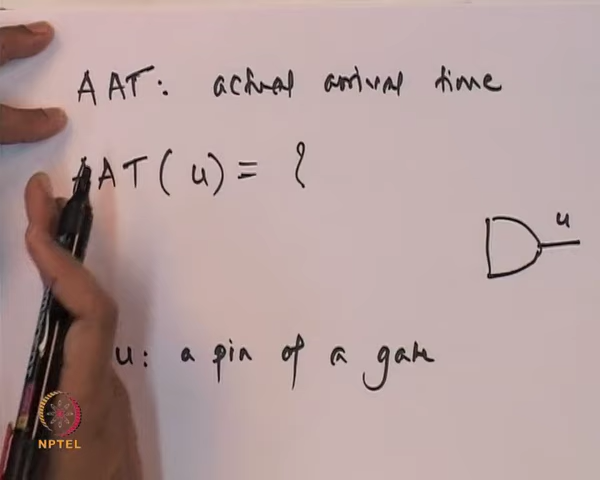 AAT: actual arrival time
AAT(u) = {
u
u: a pin of a gate
NPTEL